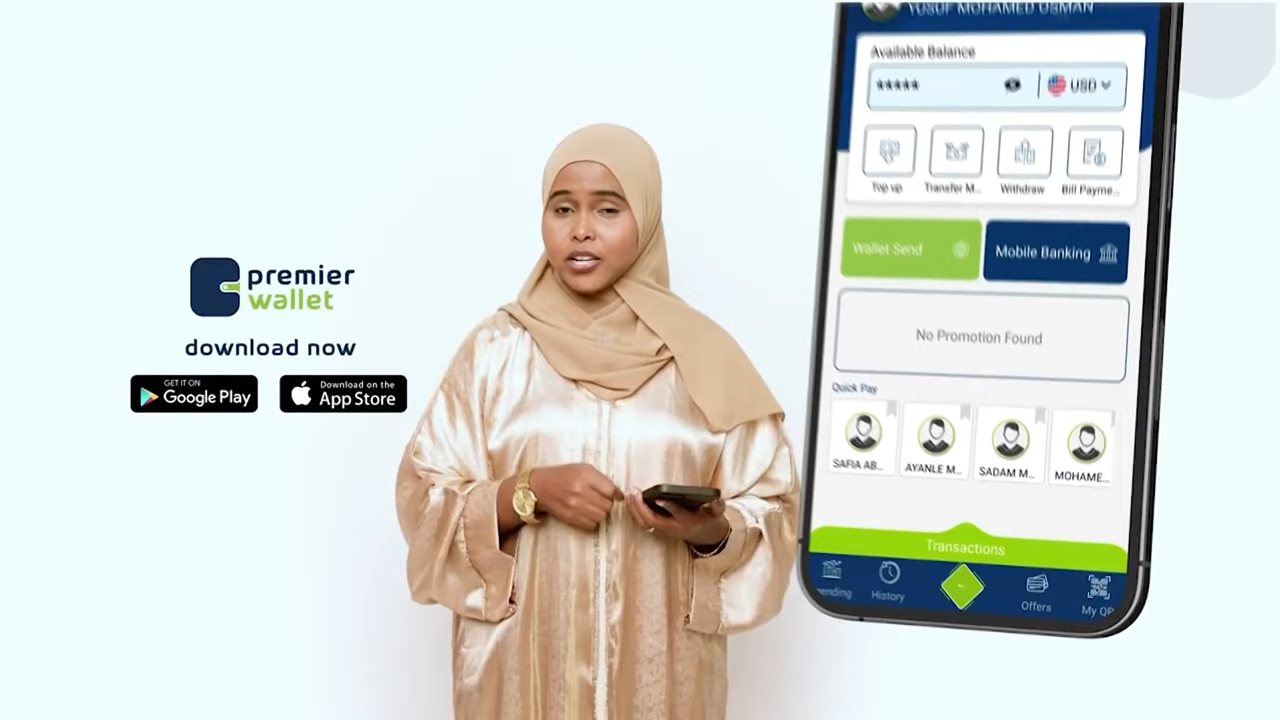 premier
wallet
download now
GET IT ON
Google Play
Download on the
App Store
YUSUF MOHAMED OSMAN
Available Balance
*****
USD
Top up
Transfer M...
Withdraw
Bill Payme...
Wallet Send
Mobile Banking
No Promotion Found
Quick Pay
SAFIA AB...
AYANLE M...
SADAM M...
MOHAME...
Transactions
ending
History
Offers
My QR